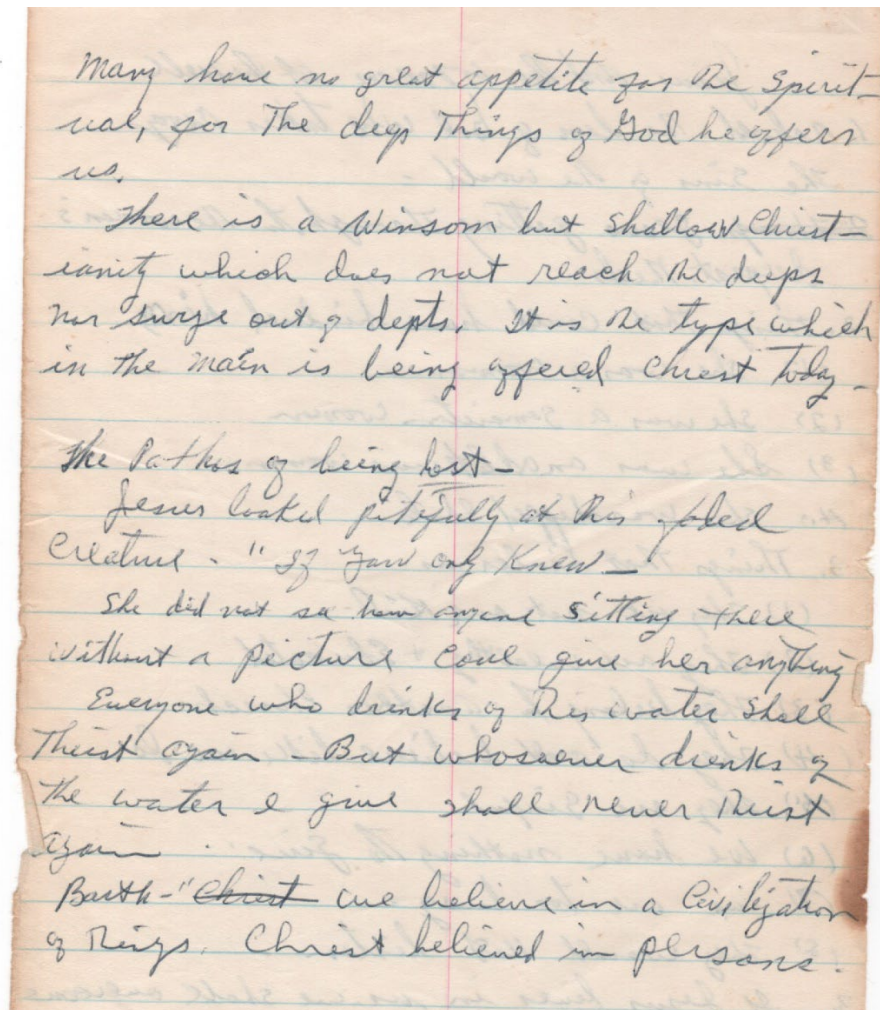 Many have no great appetite for the Spirit-
ual, for The deep Things of God he offers
us.
There is a Winsom but Shallow Christ-
ianity which does not reach the deeps
nor surge out of depts. It is the type which
in the main is being offered Christ Today.
The Pathos of being lost-
Jesus looked pitifully at this faded
Creature - "If you only Knew -
She did not see how anyone sitting there
without a picture coul give her anything
Everyone who drinks of this water shall
Thirst again - But whosoever drinks of
the water I give shall never Thirst
again.
Barth - "Christ we believe in a Civilization
of Things. Christ believed in persons.